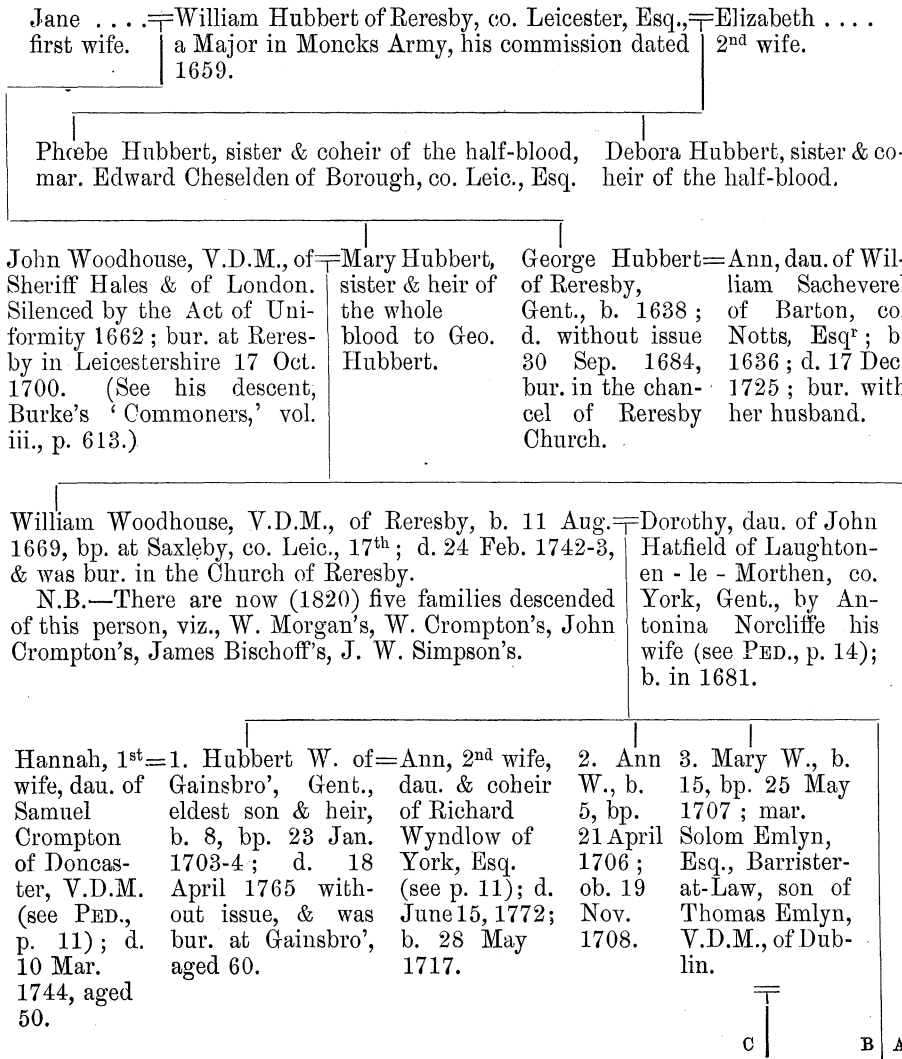 Jane . . . .
first wife.
William Hubbert of Reresby, co. Leicester, Esq.,
a Major in Moncks Army, his commission dated
1659.
Elizabeth . . . .
2nd wife.
Phœbe Hubbert, sister & coheir of the half-blood,
mar. Edward Cheselden of Borough, co. Leic., Esq.
Debora Hubbert, sister & co-
heir of the half-blood.
John Woodhouse, V.D.M., of
Sheriff Hales & of London.
Silenced by the Act of Uni-
formity 1662 ; bur. at Reres-
by in Leicestershire 17 Oct.
1700. (See his descent,
Burke's ‘ Commoners,’ vol.
iii., p. 613.)
Mary Hubbert,
sister & heir of
the whole
blood to Geo.
Hubbert.
George Hubbert=
of Reresby,
Gent., b. 1638 ;
d. without issue
30 Sep. 1684,
bur. in the chan-
cel of Reresby
Church.
Ann, dau. of Wil-
liam Sachevere
of Barton, co
Notts, Esqr ; b
1636 ; d. 17 Dec
1725 ; bur. with
her husband.
William Woodhouse, V.D.M., of Reresby, b. 11 Aug.
1669, bp. at Saxleby, co. Leic., 17th ; d. 24 Feb. 1742-3,
& was bur. in the Church of Reresby.
N.B.—There are now (1820) five families descended
of this person, viz., W. Morgan's, W. Crompton's, John
Crompton's, James Bischoff's, J. W. Simpson's.
Dorothy, dau. of John
Hatfield of Laughton-
en - le - Morthen, co.
York, Gent., by An-
tonina Norcliffe his
wife (see PED., p. 14);
b. in 1681.
Hannah, 1st=
wife, dau. of
Samuel
Crompton
of Doncas-
ter, V.D.M.
(see PED.,
p. 11) ; d.
10 Mar.
1744, aged
50.
1. Hubbert W. of=
Gainsbro', Gent.,
eldest son & heir,
b. 8, bp. 23 Jan.
1703-4 ; d. 18
April 1765 with-
out issue, & was
bur. at Gainsbro',
aged 60.
Ann, 2nd wife,
dau. & coheir
of Richard
Wyndlow of
York, Esq.
(see p. 11); d.
June 15, 1772;
b. 28 May
1717.
2. Ann
W., b.
5, bp.
21 April
1706 ;
ob. 19
Nov.
1708.
3. Mary W., b.
15, bp. 25 May
1707 ; mar.
Solom Emlyn,
Esq., Barrister-
at-Law, son of
Thomas Emlyn,
V.D.M., of Dub-
lin.
C
B
A